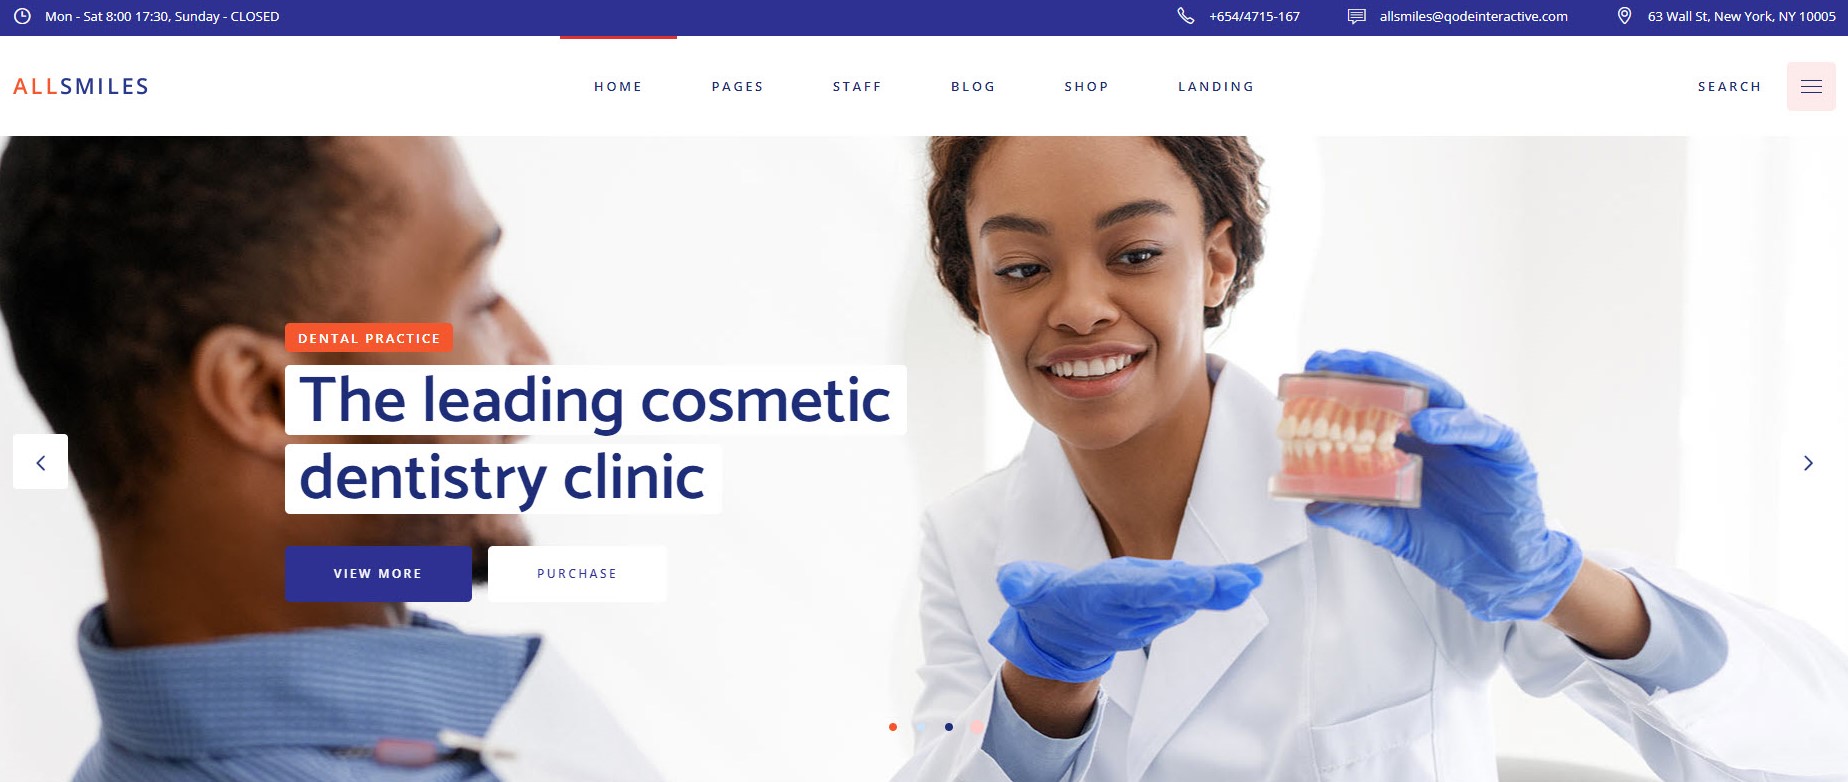 Mon - Sat 8:00 17:30, Sunday - CLOSED
+654/4715-167
allsmiles@qodeinteractive.com
63 Wall St, New York, NY 10005
ALLSMILES
HOME
PAGES
STAFF
BLOG
SHOP
LANDING
SEARCH
DENTAL PRACTICE
The leading cosmetic
dentistry clinic
VIEW MORE
PURCHASE